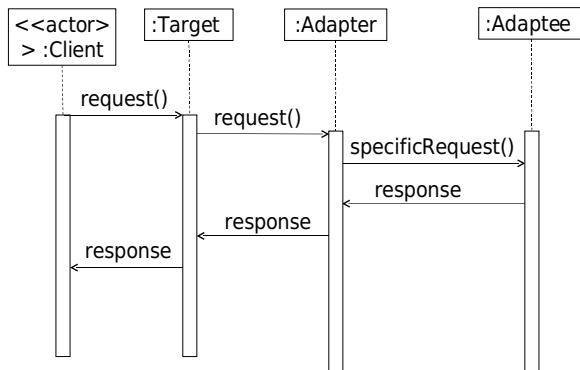 <<actor>
> :Client
:Target
:Adapter
:Adaptee
request()
request()
specificRequest()
response
response
response